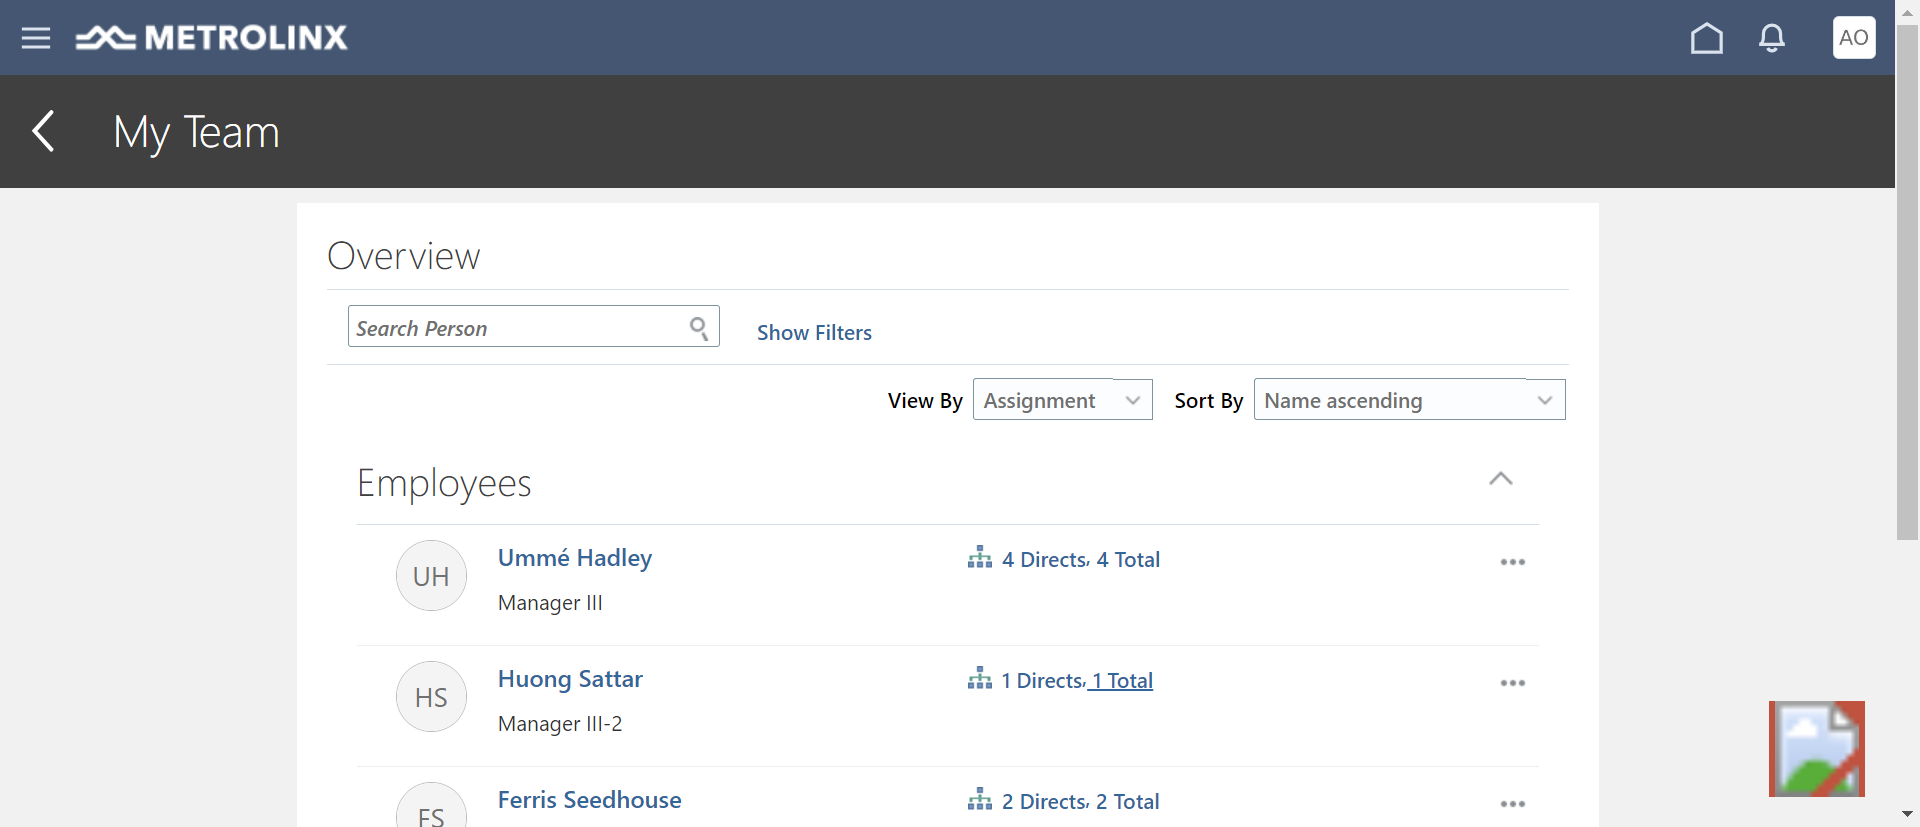 METROLINX
AO
My Team
Overview
Search Person
Show Filters
View By Assignment Sort By Name ascending
Employees
UH
Ummé Hadley
4 Directs, 4 Total
Manager III
HS
Huong Sattar
1 Directs, 1 Total
Manager III-2
FS
Ferris Seedhouse
2 Directs, 2 Total